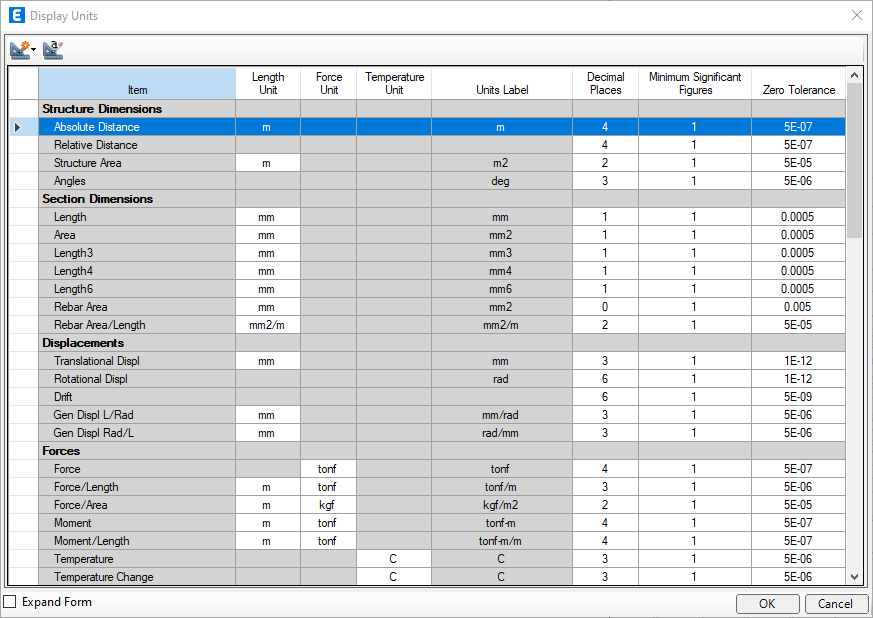 E Display Units
Length Force Temperature Decimal Minimum Significant
Item Unit Unit Unit Units Label Places Figures Zero Tolerance
Structure Dimensions
Absolute Distance m m 4 1 5E-07
Relative Distance 4 1 5E-07
Structure Area m m2 2 1 5E-05
Angles deg 3 1 5E-06
Section Dimensions
Length mm mm 1 1 0.0005
Area mm mm2 1 1 0.0005
Length3 mm mm3 1 1 0.0005
Length4 mm mm4 1 1 0.0005
Length6 mm mm6 1 1 0.0005
Rebar Area mm mm2 0 1 0.005
Rebar Area/Length mm2/m mm2/m 2 1 5E-05
Displacements
Translational Displ mm mm 3 1 1E-12
Rotational Displ rad 6 1 1E-12
Drift 6 1 5E-09
Gen Displ L/Rad mm mm/rad 3 1 5E-06
Gen Displ Rad/L mm rad/mm 3 1 5E-06
Forces
Force tonf tonf 4 1 5E-07
Force/Length m tonf tonf/m 3 1 5E-06
Force/Area m kgf kgf/m2 2 1 5E-05
Moment m tonf tonf-m 4 1 5E-07
Moment/Length m tonf tonf-m/m 4 1 5E-07
Temperature C C 3 1 5E-06
Temperature Change C C 3 1 5E-06
Expand Form OK Cancel